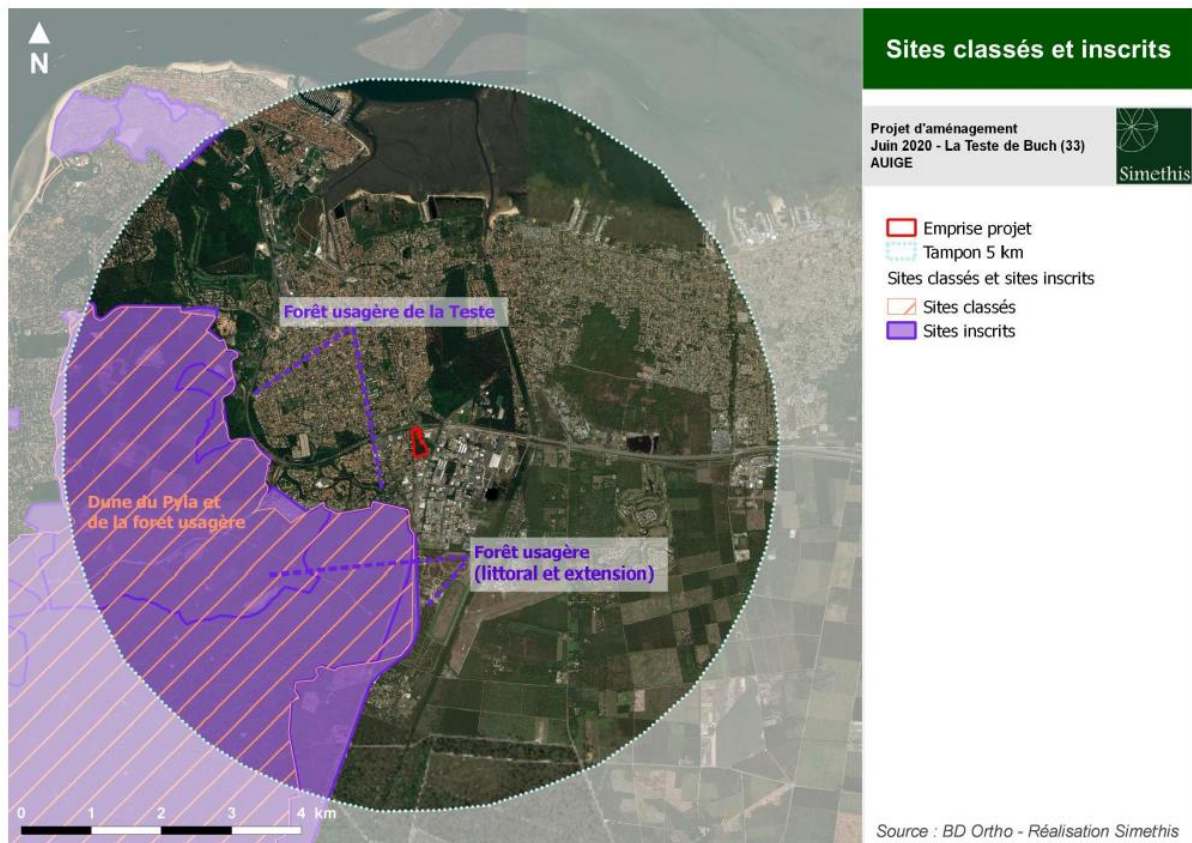 N
Sites classés et inscrits
Projet d'aménagement
Juin 2020 - La Teste de Buch (33)
AUIGE
Simethis
Emprise projet
Tampon 5 km
Sites classés et sites inscrits
Sites classés
Sites inscrits
Forêt usagère de la Teste
Dune du Pyla et
de la forêt usagère
Forêt usagère
(littoral et extension)
0 1 2 3 4 km
Source : BD Ortho - Réalisation Simethis